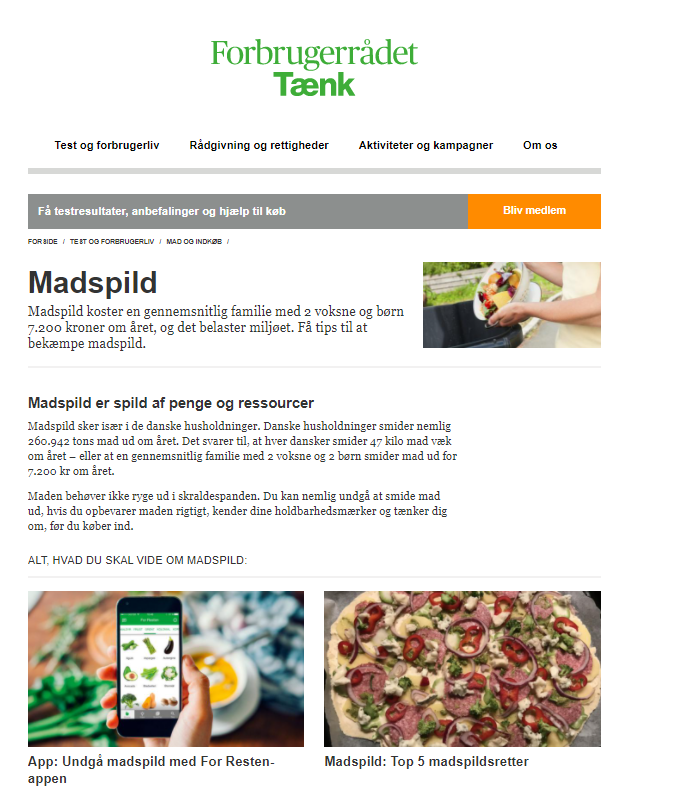 Forbrugerrådet
Tænk
Test og forbrugerliv Rådgivning og rettigheder Aktiviteter og kampagner Om os
Få testresultater, anbefalinger og hjælp til køb Bliv medlem
FORSIDE / TEST OG FORBRUGERLIV / MAD OG INDKØB /
Madspild
Madspild koster en gennemsnitlig familie med 2 voksne og børn
7.200 kroner om året, og det belaster miljøet. Få tips til at
bekæmpe madspild.
Madspild er spild af penge og ressourcer
Madspild sker især i de danske husholdninger. Danske husholdninger smider nemlig
260.942 tons mad ud om året. Det svarer til, at hver dansker smider 47 kilo mad væk
om året – eller at en gennemsnitlig familie med 2 voksne og 2 børn smider mad ud for
7.200 kr om året.
Maden behøver ikke ryge ud i skraldespanden. Du kan nemlig undgå at smide mad
ud, hvis du opbevarer maden rigtigt, kender dine holdbarhedsmærker og tænker dig
om, før du køber ind.
ALT, HVAD DU SKAL VIDE OM MADSPILD:
For Resten
App: Undgå madspild med For Resten-
appen
Madspild: Top 5 madspildsretter